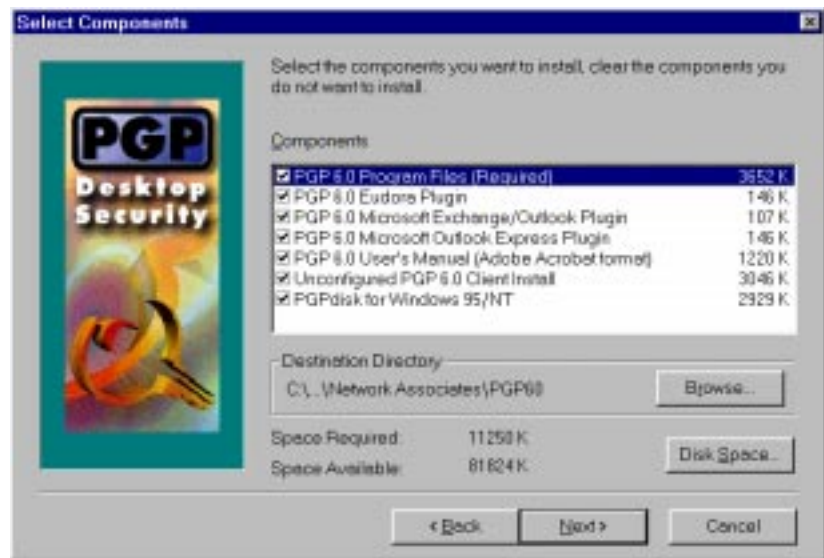 Select Components
PGP
Desktop
Security
Select the components you want to install, clear the components you
do not want to install.
Components
PGP 6.0 Program Files (Required) 3652 K
PGP 6.0 Eudora Plugin 146 K
PGP 6.0 Microsoft Exchange/Outlook Plugin 107 K
PGP 6.0 Microsoft Outlook Express Plugin 146 K
PGP 6.0 User's Manual (Adobe Acrobat format) 1220 K
Unconfigured PGP 6.0 Client Install 3046 K
PGPdisk for Windows 95/NT 2929 K
Destination Directory
C:\...\Network Associates\PGP60
Browse...
Space Required: 11250 K
Space Available: 81824 K
Disk Space...
< Back
Next >
Cancel